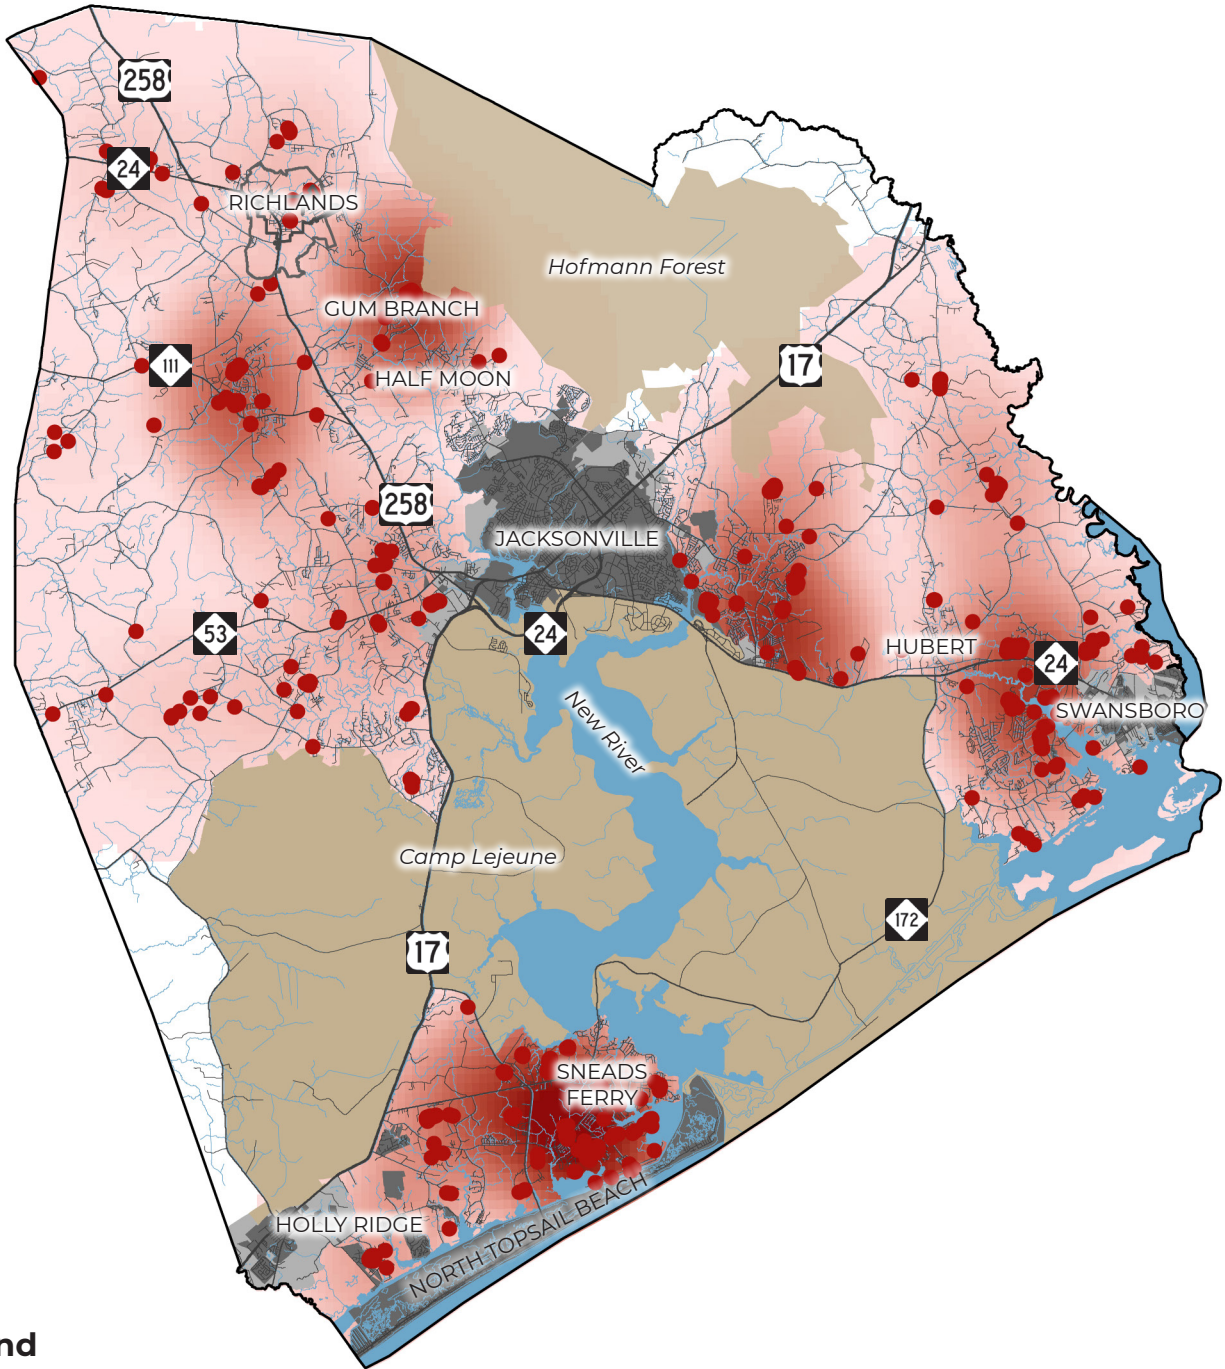 258
24
RICHLANDS
Hofmann Forest
GUM BRANCH
17
111
HALF MOON
258
JACKSONVILLE
53
24
HUBERT
24
SWANSBORO
New River
Camp Lejeune
172
17
SNEADS
FERRY
HOLLY RIDGE
NORTH TOPSAIL BEACH
nd